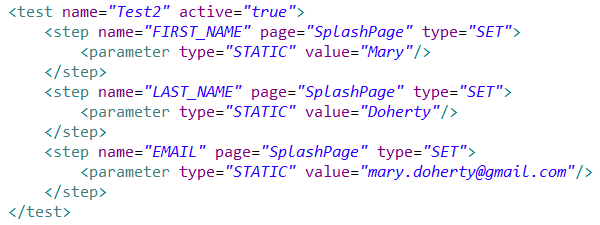 <test name="Test2" active="true">
    <step name="FIRST_NAME" page="SplashPage" type="SET">
        <parameter type="STATIC" value="Mary"/>
    </step>
    <step name="LAST_NAME" page="SplashPage" type="SET">
        <parameter type="STATIC" value="Doherty"/>
    </step>
    <step name="EMAIL" page="SplashPage" type="SET">
        <parameter type="STATIC" value="mary.doherty@gmail.com"/>
    </step>
</test>